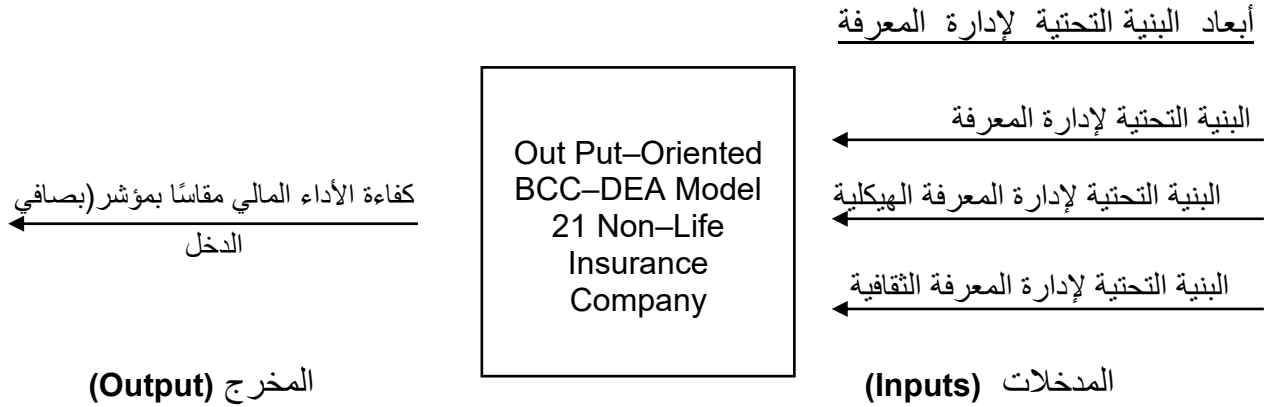 أبعاد البنية التحتية لإدارة المعرفة
البنية التحتية لإدارة المعرفة
البنية التحتية لإدارة المعرفة الهيكلية
البنية التحتية لإدارة المعرفة الثقافية
المدخلات (Inputs)
Out Put–Oriented
BCC–DEA Model
21 Non–Life
Insurance
Company
كفاءة الأداء المالي مقاسًا بمؤشر (بصافي
الدخل
المخرج (Output)